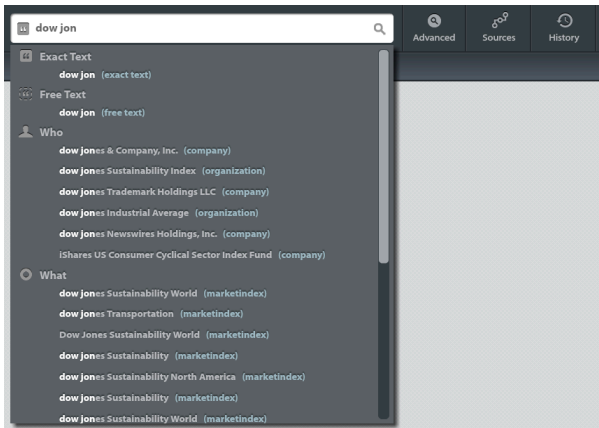 dow jon
Advanced
Sources
History
Exact Text
dow jon (exact text)
Free Text
dow jon (free text)
Who
dow jones & Company, Inc. (company)
dow jones Sustainability Index (organization)
dow jones Trademark Holdings LLC (company)
dow jones Industrial Average (organization)
dow jones Newswires Holdings, Inc. (company)
iShares US Consumer Cyclical Sector Index Fund (company)
What
dow jones Sustainability World (marketindex)
dow jones Transportation (marketindex)
Dow Jones Sustainability World (marketindex)
dow jones Sustainability (marketindex)
dow jones Sustainability North America (marketindex)
dow jones Sustainability (marketindex)
dow jones Sustainability World (marketindex)